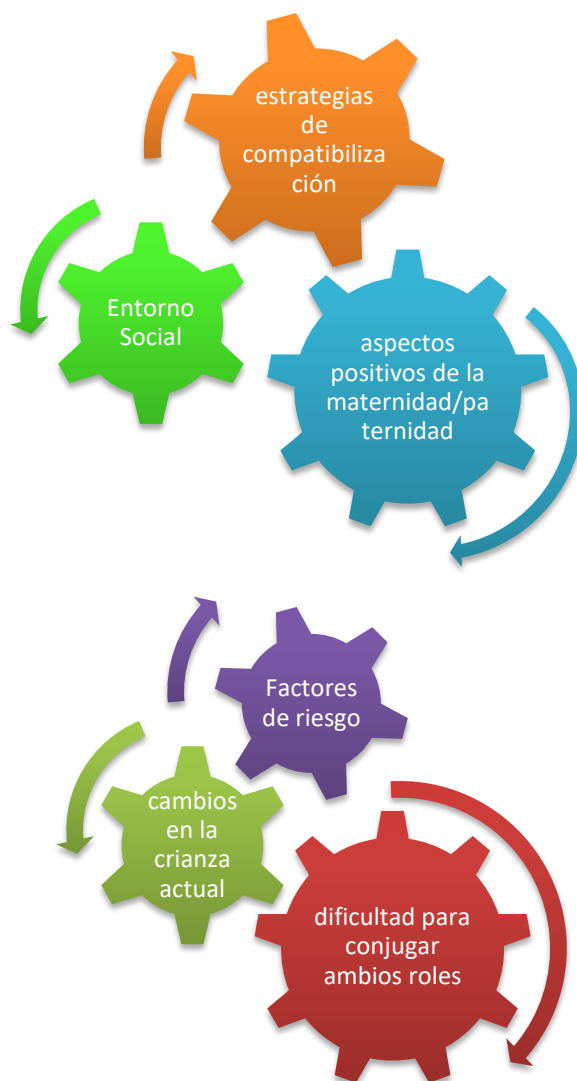 estrategias
de
compatibiliza
ción
Entorno
Social
aspectos
positivos de la
maternidad/pa
ternidad
Factores
de riesgo
cambios
en la
crianza
actual
dificultad para
conjugar
ambios roles